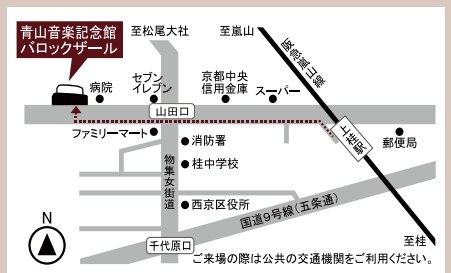 青山音楽記念館
バロックザール
至松尾大社
至嵐山
阪急嵐山線
病院
セブン
イレブン
京都中央
信用金庫
スーパー
山田口
ファミリーマート
消防署
上桂駅
郵便局
物集女街道
桂中学校
西京区役所
国道9号線(五条通)
N
千代原口
至桂
ご来場の際は公共の交通機関をご利用ください。